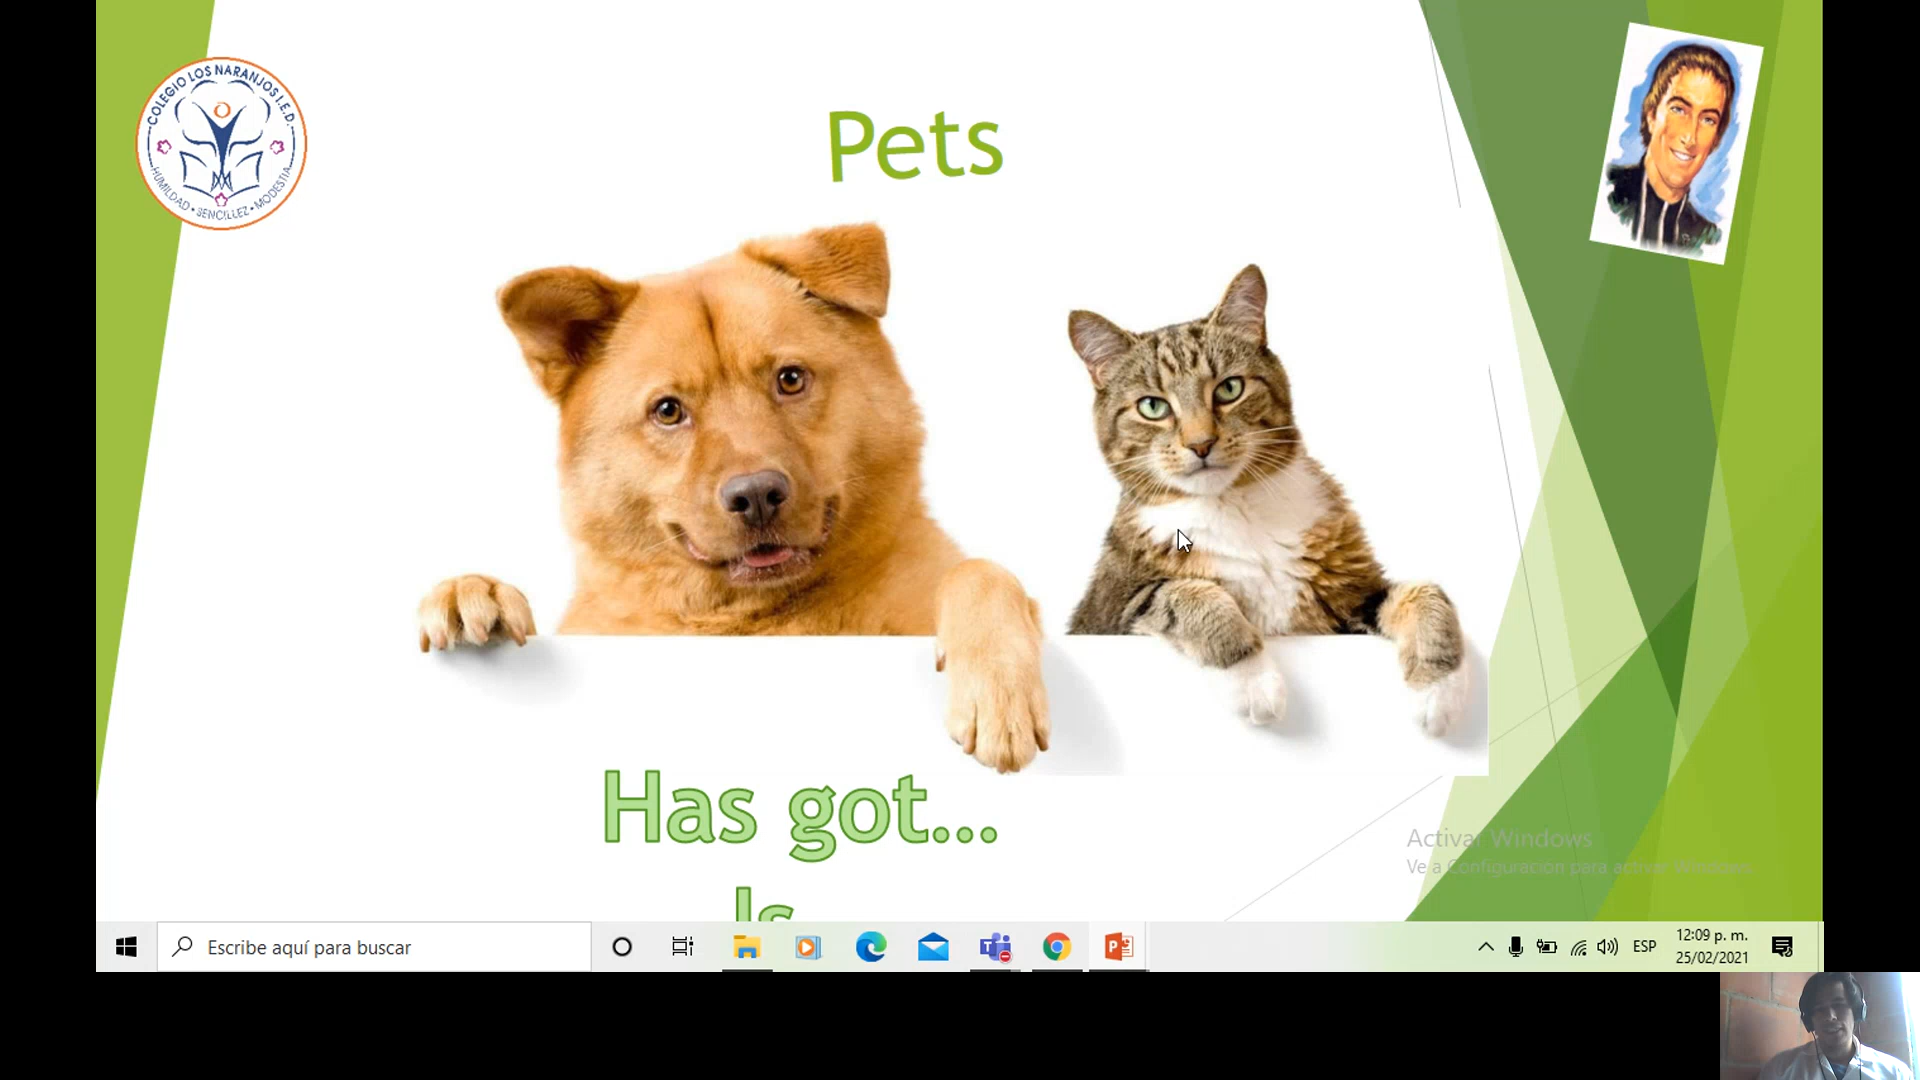 COLEGIO LOS NARANJOS I.E.D.
HUMILDAD • SENCILLEZ • MODESTIA
Pets
Has got...
Is
Activar Windows
Ve a Configuración para activar Windows.
Escribe aquí para buscar
ESP
12:09 p. m.
25/02/2021